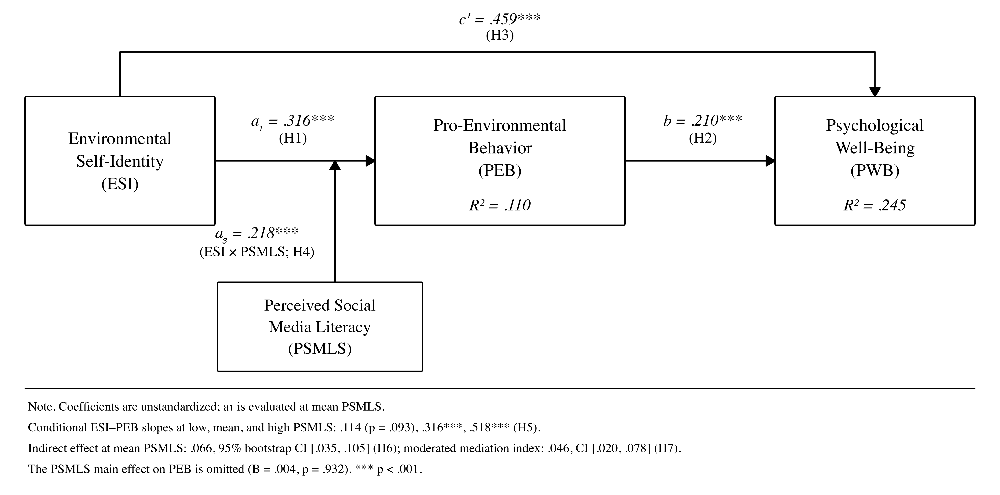 c′ = .459***
(H3)
Environmental
Self-Identity
(ESI)
a₁ = .316***
(H1)
Pro-Environmental
Behavior
(PEB)
R² = .110
b = .210***
(H2)
Psychological
Well-Being
(PWB)
R² = .245
a₃ = .218***
(ESI × PSMLS; H4)
Perceived Social
Media Literacy
(PSMLS)
Note. Coefficients are unstandardized; a₁ is evaluated at mean PSMLS.
Conditional ESI–PEB slopes at low, mean, and high PSMLS: .114 (p = .093), .316***, .518*** (H5).
Indirect effect at mean PSMLS: .066, 95% bootstrap CI [.035, .105] (H6); moderated mediation index: .046, CI [.020, .078] (H7).
The PSMLS main effect on PEB is omitted (B = .004, p = .932). *** p < .001.